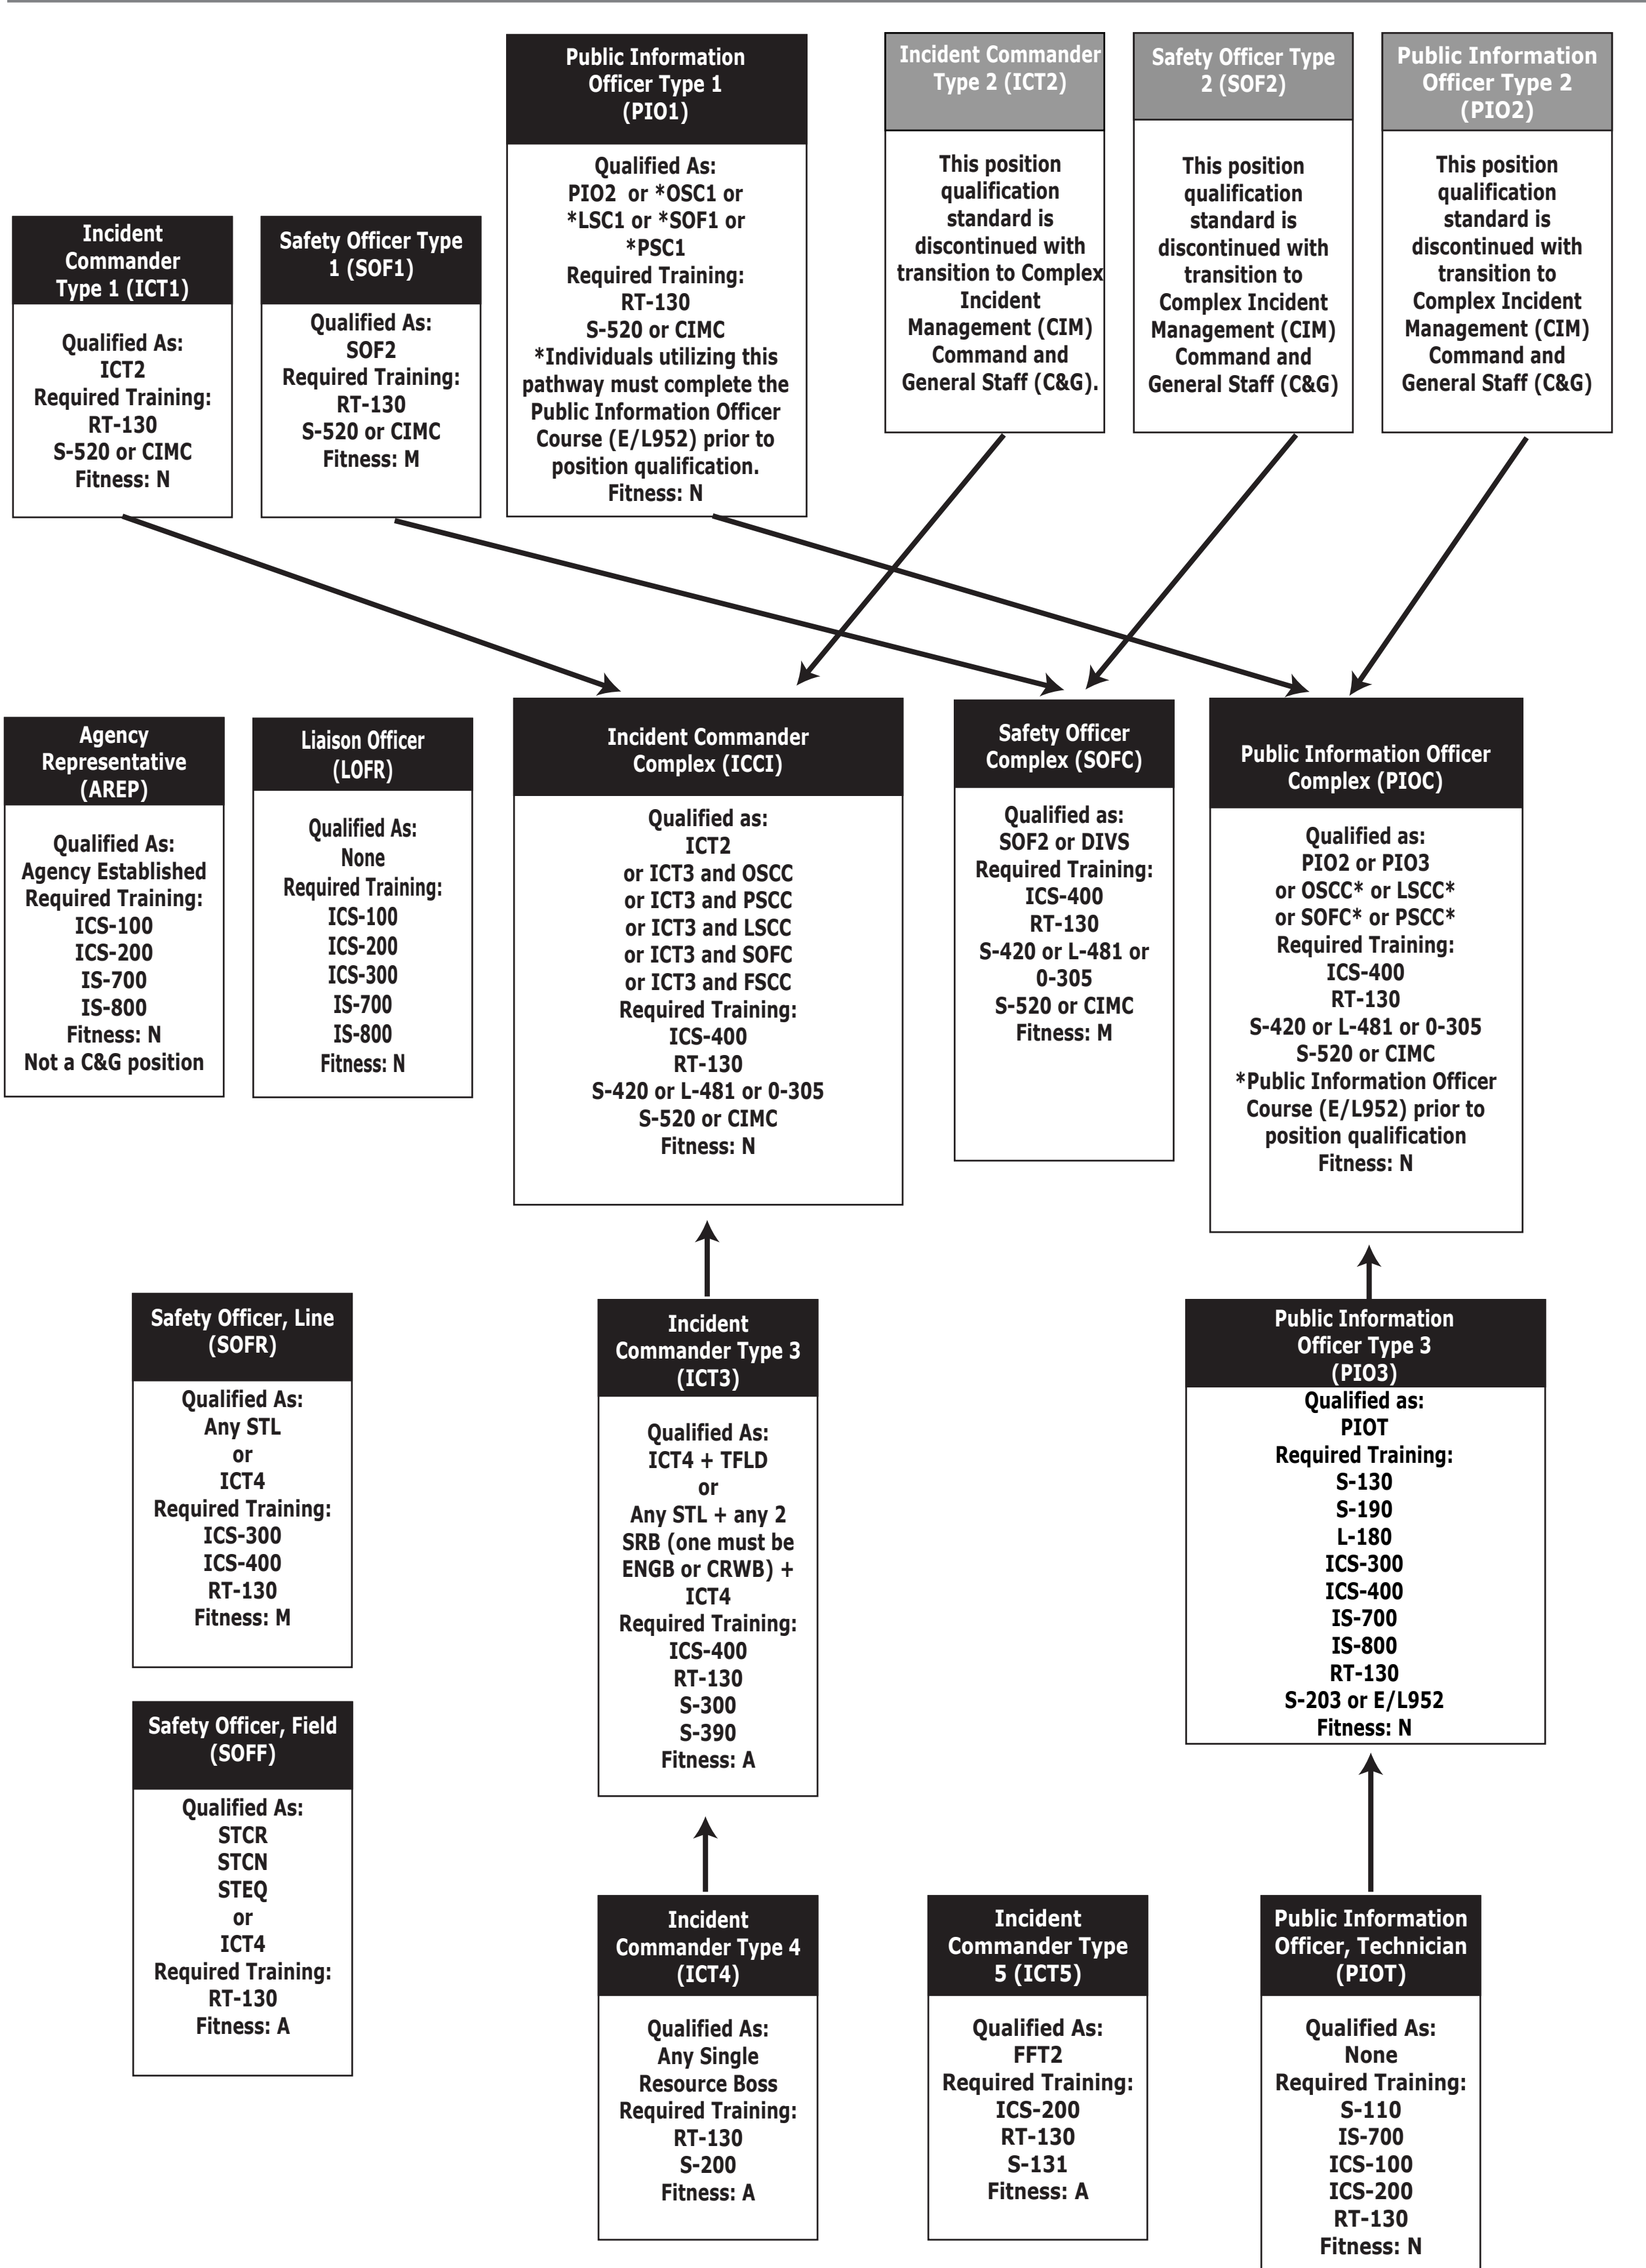 Public Information
Officer Type 1
(PIO1)
Qualified As:
PIO2 or *OSC1 or
*LSC1 or *SOF1 or
*PSC1
Required Training:
RT-130
S-520 or CIMC
*Individuals utilizing this
pathway must complete the
Public Information Officer
Course (E/L952) prior to
position qualification.
Fitness: N
Incident Commander
Type 2 (ICT2)
This position
qualification
standard is
discontinued with
transition to Complex
Incident
Management (CIM)
Command and
General Staff (C&G).
Safety Officer Type
2 (SOF2)
This position
qualification
standard is
discontinued with
transition to
Complex Incident
Management (CIM)
Command and
General Staff (C&G)
Public Information
Officer Type 2
(PIO2)
This position
qualification
standard is
discontinued with
transition to
Complex Incident
Management (CIM)
Command and
General Staff (C&G)
Incident
Commander
Type 1 (ICT1)
Qualified As:
ICT2
Required Training:
RT-130
S-520 or CIMC
Fitness: N
Safety Officer Type
1 (SOF1)
Qualified As:
SOF2
Required Training:
RT-130
S-520 or CIMC
Fitness: M
Agency
Representative
(AREP)
Qualified As:
Agency Established
Required Training:
ICS-100
ICS-200
IS-700
IS-800
Fitness: N
Not a C&G position
Liaison Officer
(LOFR)
Qualified As:
None
Required Training:
ICS-100
ICS-200
ICS-300
IS-700
IS-800
Fitness: N
Incident Commander
Complex (ICCI)
Qualified as:
ICT2
or ICT3 and OSCC
or ICT3 and PSCC
or ICT3 and LSCC
or ICT3 and SOFC
or ICT3 and FSCC
Required Training:
ICS-400
RT-130
S-420 or L-481 or 0-305
S-520 or CIMC
Fitness: N
Safety Officer
Complex (SOFC)
Qualified as:
SOF2 or DIVS
Required Training:
ICS-400
RT-130
S-420 or L-481 or
0-305
S-520 or CIMC
Fitness: M
Public Information Officer
Complex (PIOC)
Qualified as:
PIO2 or PIO3
or OSCC* or LSCC*
or SOFC* or PSCC*
Required Training:
ICS-400
RT-130
S-420 or L-481 or 0-305
S-520 or CIMC
*Public Information Officer
Course (E/L952) prior to
position qualification
Fitness: N
Safety Officer, Line
(SOFR)
Qualified As:
Any STL
or
ICT4
Required Training:
ICS-300
ICS-400
RT-130
Fitness: M
Incident
Commander Type 3
(ICT3)
Qualified As:
ICT4 + TFLD
or
Any STL + any 2
SRB (one must be
ENGB or CRWB) +
ICT4
Required Training:
ICS-400
RT-130
S-300
S-390
Fitness: A
Public Information
Officer Type 3
(PIO3)
Qualified as:
PIOT
Required Training:
S-130
S-190
L-180
ICS-300
ICS-400
IS-700
IS-800
RT-130
S-203 or E/L952
Fitness: N
Safety Officer, Field
(SOFF)
Qualified As:
STCR
STCN
STEQ
or
ICT4
Required Training:
RT-130
Fitness: A
Incident
Commander Type 4
(ICT4)
Qualified As:
Any Single
Resource Boss
Required Training:
RT-130
S-200
Fitness: A
Incident
Commander Type
5 (ICT5)
Qualified As:
FFT2
Required Training:
ICS-200
RT-130
S-131
Fitness: A
Public Information
Officer, Technician
(PIOT)
Qualified As:
None
Required Training:
S-110
IS-700
ICS-100
ICS-200
RT-130
Fitness: N